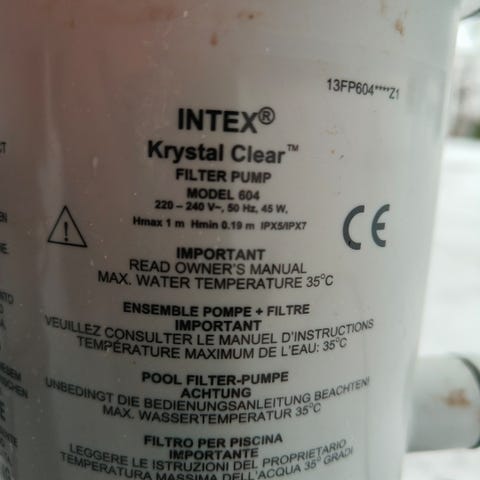 13FP604****Z1
INTEX®
Krystal Clear™
FILTER PUMP
MODEL 604
220 – 240 V~, 50 Hz, 45 W,
Hmax 1 m Hmin 0.19 m IPX5/IPX7
CE
IMPORTANT
READ OWNER'S MANUAL
MAX. WATER TEMPERATURE 35°C
ENSEMBLE POMPE + FILTRE
IMPORTANT
VEUILLEZ CONSULTER LE MANUEL D'INSTRUCTIONS
TEMPÉRATURE MAXIMUM DE L'EAU: 35°C
POOL FILTER-PUMPE
ACHTUNG
UNBEDINGT DIE BEDIENUNGSANLEITUNG BEACHTEN!
MAX. WASSERTEMPERATUR 35°C
FILTRO PER PISCINA
IMPORTANTE
LEGGERE LE ISTRUZIONI DEL PROPRIETARIO
TEMPERATURA MASSIMA DELL'ACQUA 35° GRADI